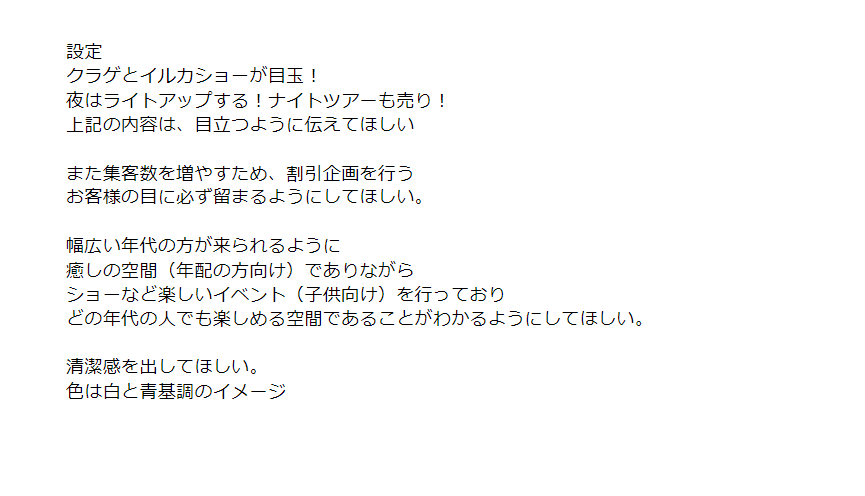 設定
クラゲとイルカショーが目玉！
夜はライトアップする！ナイトツアーも売り！
上記の内容は、目立つように伝えてほしい
また集客数を増やすため、割引企画を行う
お客様の目に必ず留まるようにしてほしい。
幅広い年代の方が来られるように
癒しの空間（年配の方向け）でありながら
ショーなど楽しいイベント（子供向け）を行っており
どの年代の人でも楽しめる空間であることがわかるようにしてほしい。
清潔感を出してほしい。
色は白と青基調のイメージ